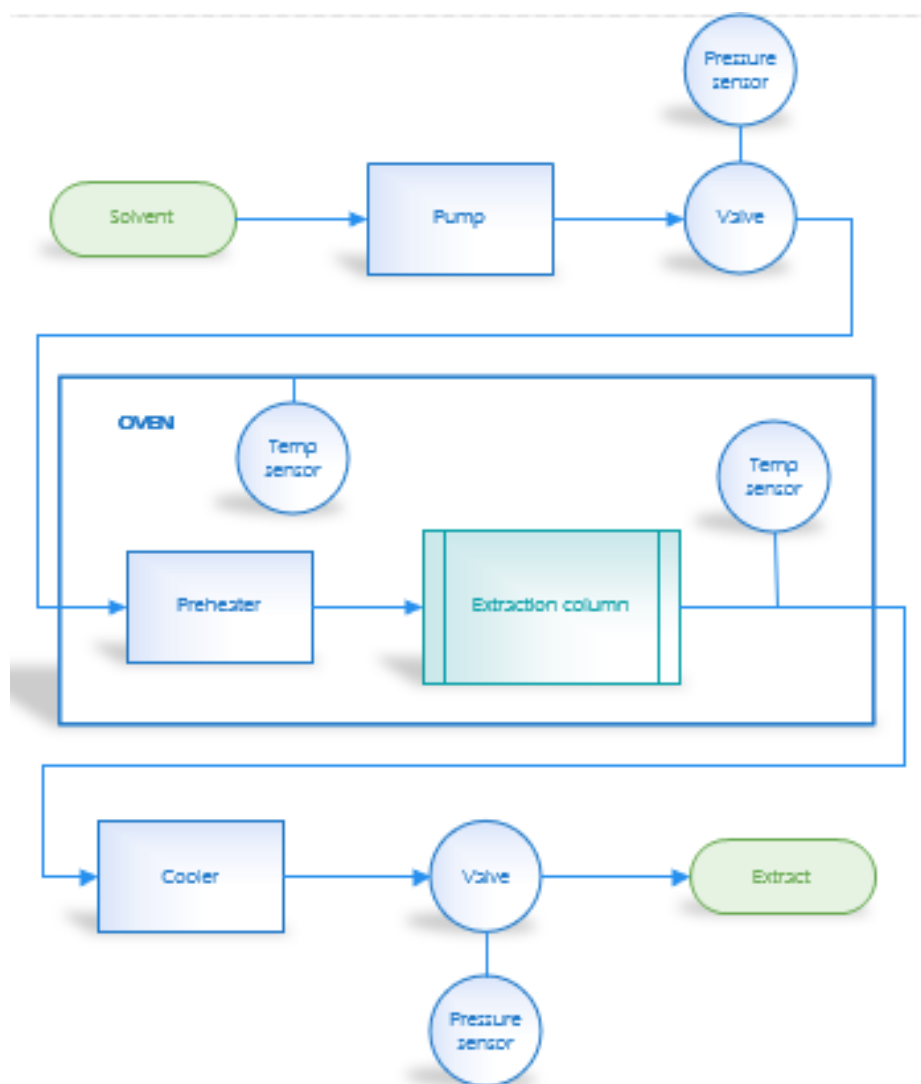 Pressure
sensor
Solvent
Pump
Valve
OVEN
Temp
sensor
Temp
sensor
Preheater
Extraction column
Cooler
Valve
Extract
Pressure
sensor